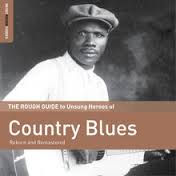 THE ROUGH GUIDE to Unsung Heroes of
Country Blues
Reborn and Remastered